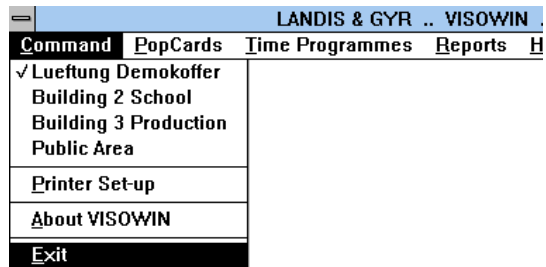 LANDIS & GYR .. VISOWIN .
Command PopCards Time Programmes Reports H
✓ Lueftung Demokoffer
Building 2 School
Building 3 Production
Public Area
Printer Set-up
About VISOWIN
Exit